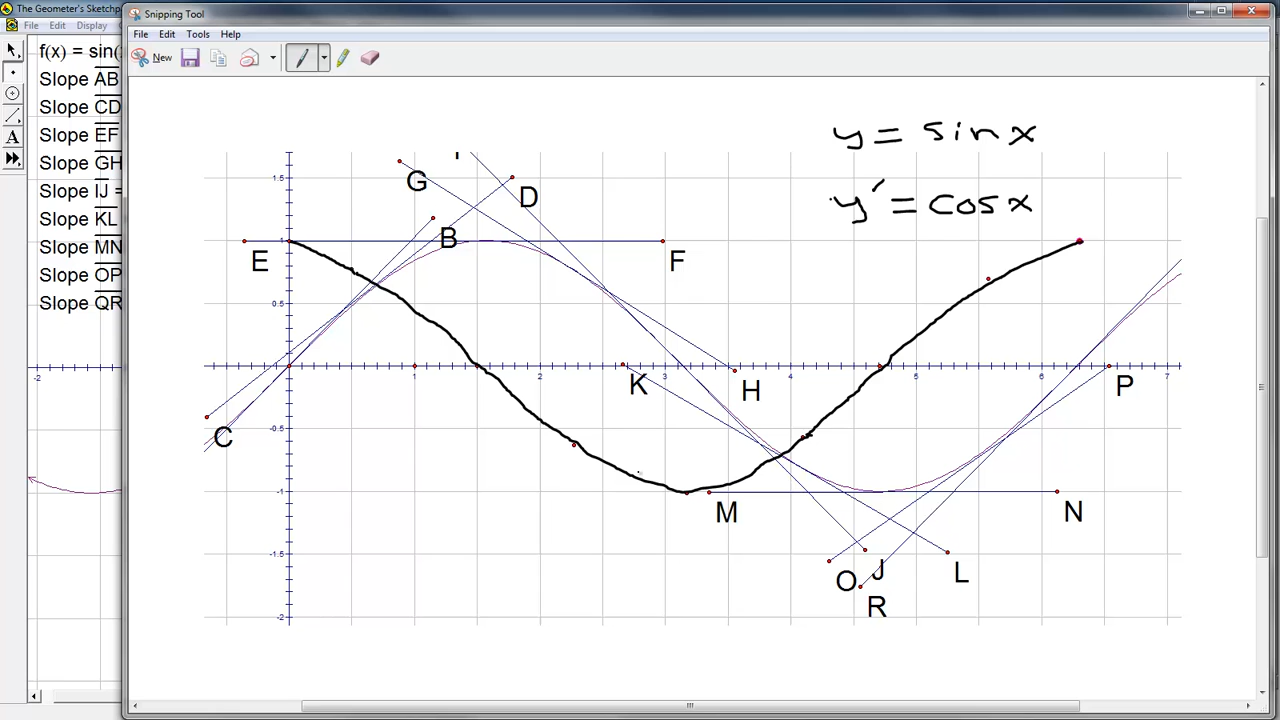 The Geometer's Sketchp
File Edit Display
f(x) = sin(
Slope AB
Slope CD
Slope EF
Slope GH
Slope IJ =
Slope KL
Slope MN
Slope OP
Slope QR
-2
Snipping Tool
File Edit Tools Help
New
y = sin x
y' = cos x
G
D
B
E
F
C
K
H
P
M
N
O
J
L
R
1.5
1
0.5
-0.5
-1
-1.5
-2
1
2
3
4
5
6
7